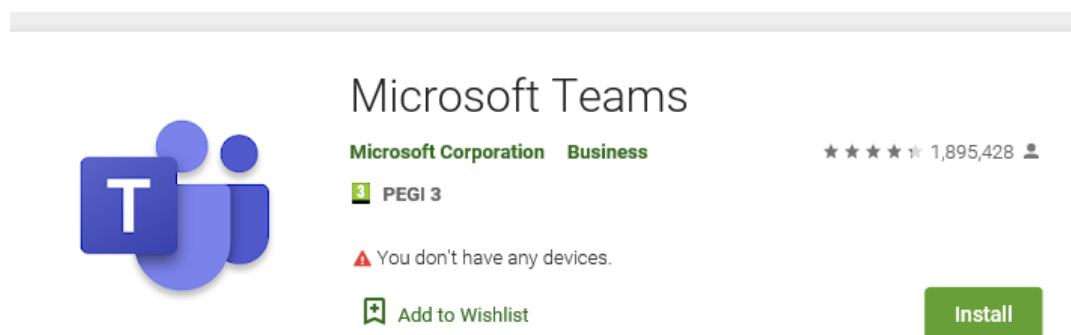 Microsoft Teams
T
Microsoft Corporation Business 1,895,428
3 PEGI 3
You don't have any devices.
Add to Wishlist Install